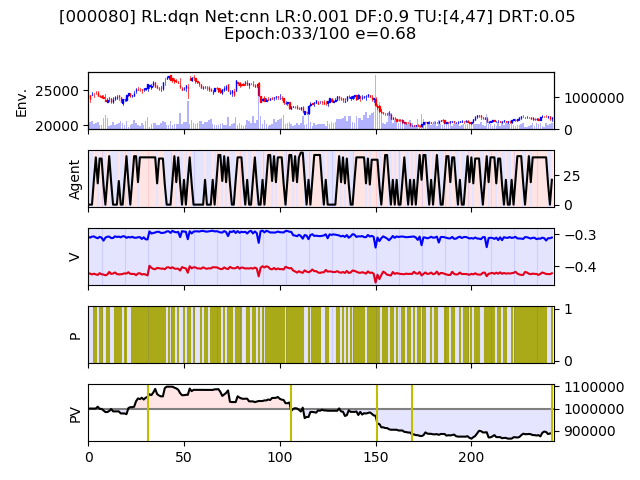 [000080] RL:dqn Net:cnn LR:0.001 DF:0.9 TU:[4,47] DRT:0.05
Epoch:033/100 e=0.68
Env.
25000
20000
1000000
0
Agent
25
0
V
−0.3
−0.4
P
1
0
PV
1100000
1000000
900000
0 50 100 150 200